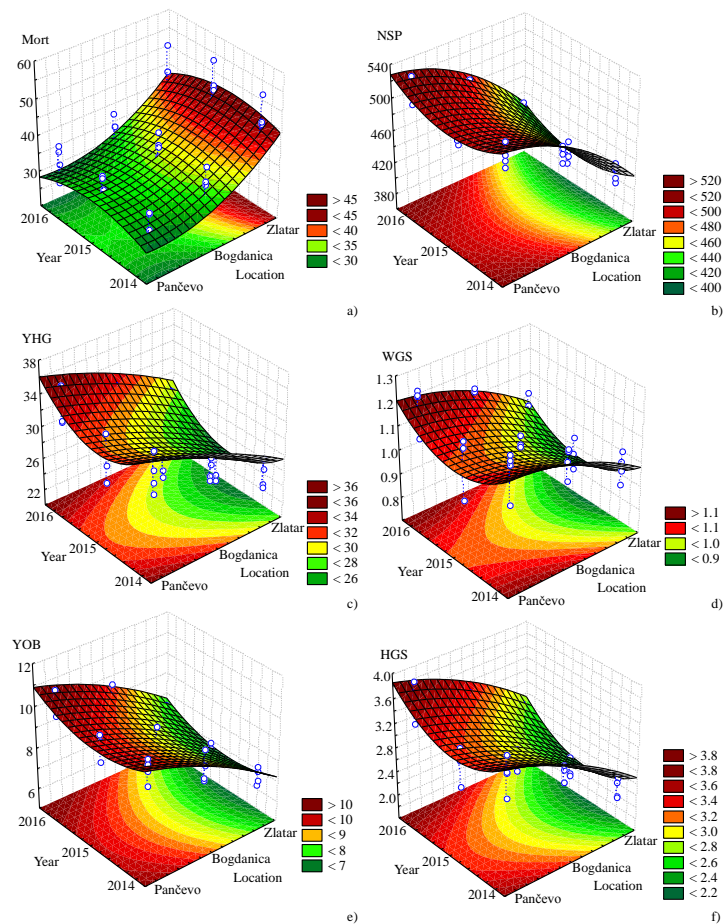 Mort
60
50
40
30
2016
Year
2015
2014
Pančevo
Bogdanica
Location
Zlatar
> 45
< 45
< 40
< 35
< 30
a)
NSP
540
500
460
420
380
2016
Year
2015
2014
Pančevo
Bogdanica
Location
Zlatar
> 520
< 520
< 500
< 480
< 460
< 440
< 420
< 400
b)
YHG
38
34
30
26
22
2016
Year
2015
2014
Pančevo
Bogdanica
Location
Zlatar
> 36
< 36
< 34
< 32
< 30
< 28
< 26
c)
WGS
1.3
1.2
1.1
1.0
0.9
0.8
2016
Year
2015
2014
Pančevo
Bogdanica
Location
Zlatar
> 1.1
< 1.1
< 1.0
< 0.9
d)
YOB
12
10
8
6
2016
Year
2015
2014
Pančevo
Bogdanica
Location
Zlatar
> 10
< 10
< 9
< 8
< 7
e)
HGS
4.0
3.6
3.2
2.8
2.4
2.0
2016
Year
2015
2014
Pančevo
Bogdanica
Location
Zlatar
> 3.8
< 3.8
< 3.6
< 3.4
< 3.2
< 3.0
< 2.8
< 2.6
< 2.4
< 2.2
f)